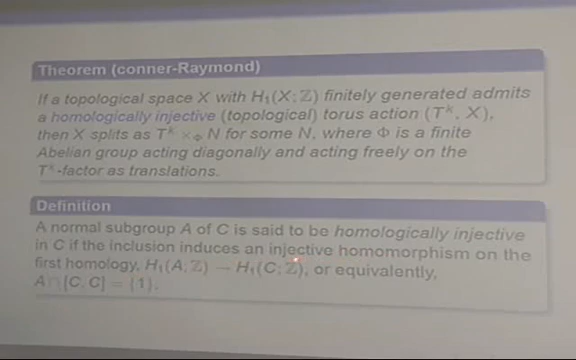 Theorem (conner-Raymond)
If a topological space X with H₁(X; ℤ) finitely generated admits
a homologically injective (topological) torus action (Tᵏ, X),
then X splits as Tᵏ ×_Φ N for some N, where Φ is a finite
Abelian group acting diagonally and acting freely on the
Tᵏ-factor as translations.
Definition
A normal subgroup A of C is said to be homologically injective
in C if the inclusion induces an injective homomorphism on the
first homology, H₁(A; ℤ) → H₁(C; ℤ), or equivalently,
A ∩ [C, C] = {1}.